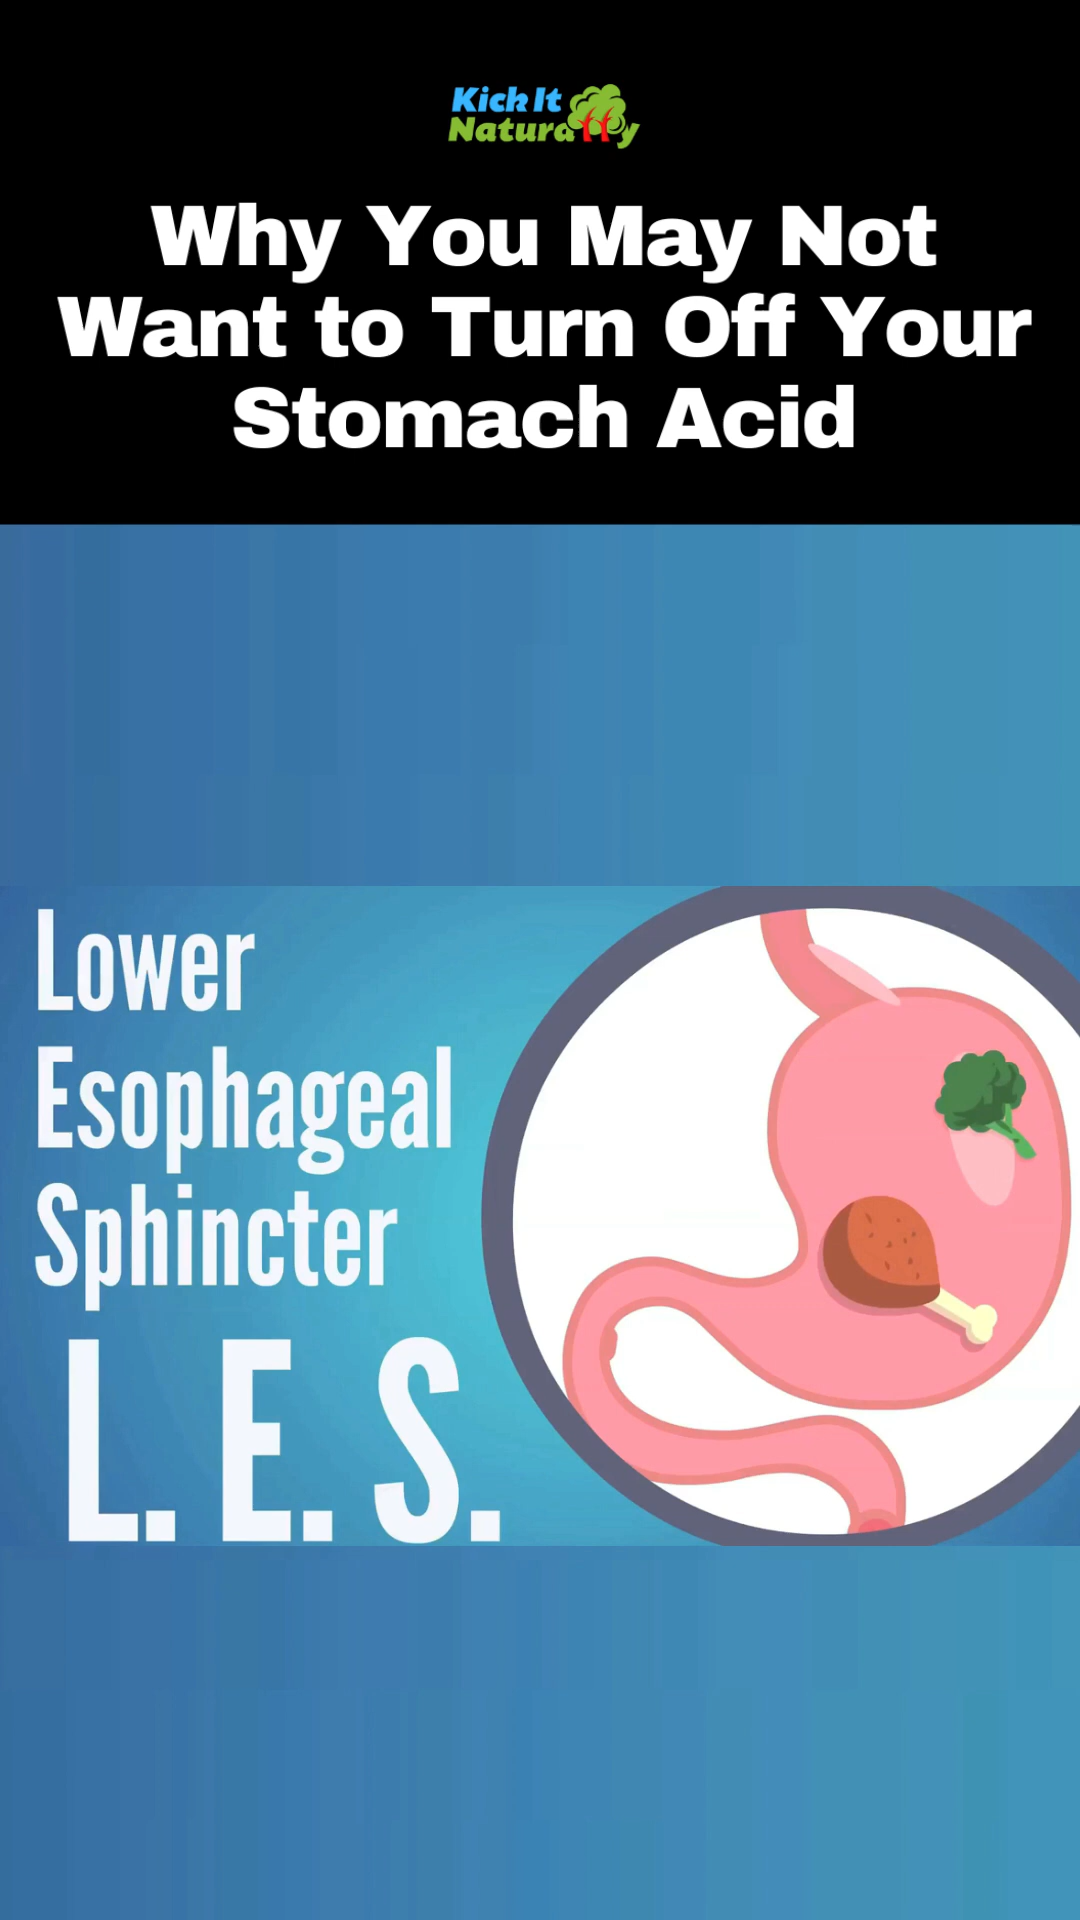 Kick It
Naturally
Why You May Not
Want to Turn Off Your
Stomach Acid
Lower
Esophageal
Sphincter
L. E. S.